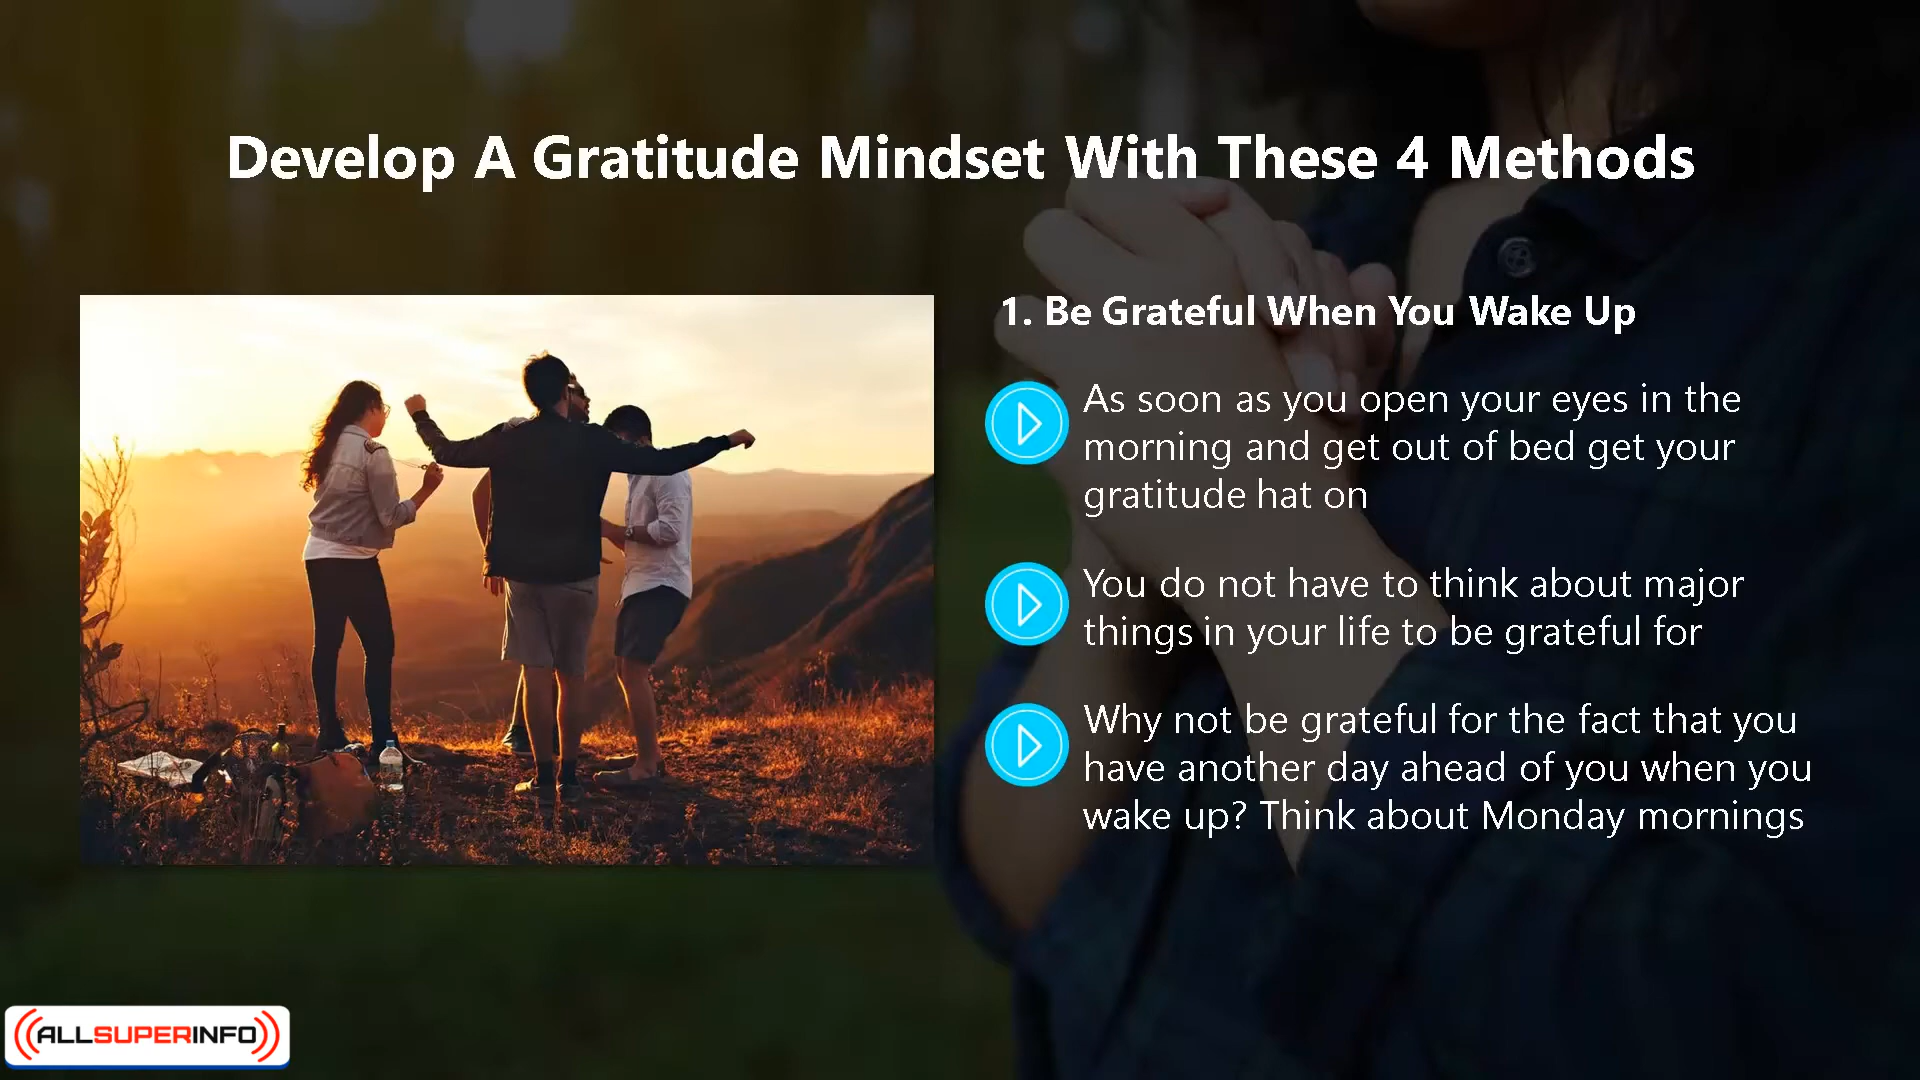 Develop A Gratitude Mindset With These 4 Methods
1. Be Grateful When You Wake Up
As soon as you open your eyes in the
morning and get out of bed get your
gratitude hat on
You do not have to think about major
things in your life to be grateful for
Why not be grateful for the fact that you
have another day ahead of you when you
wake up? Think about Monday mornings
ALLSUPERINFO